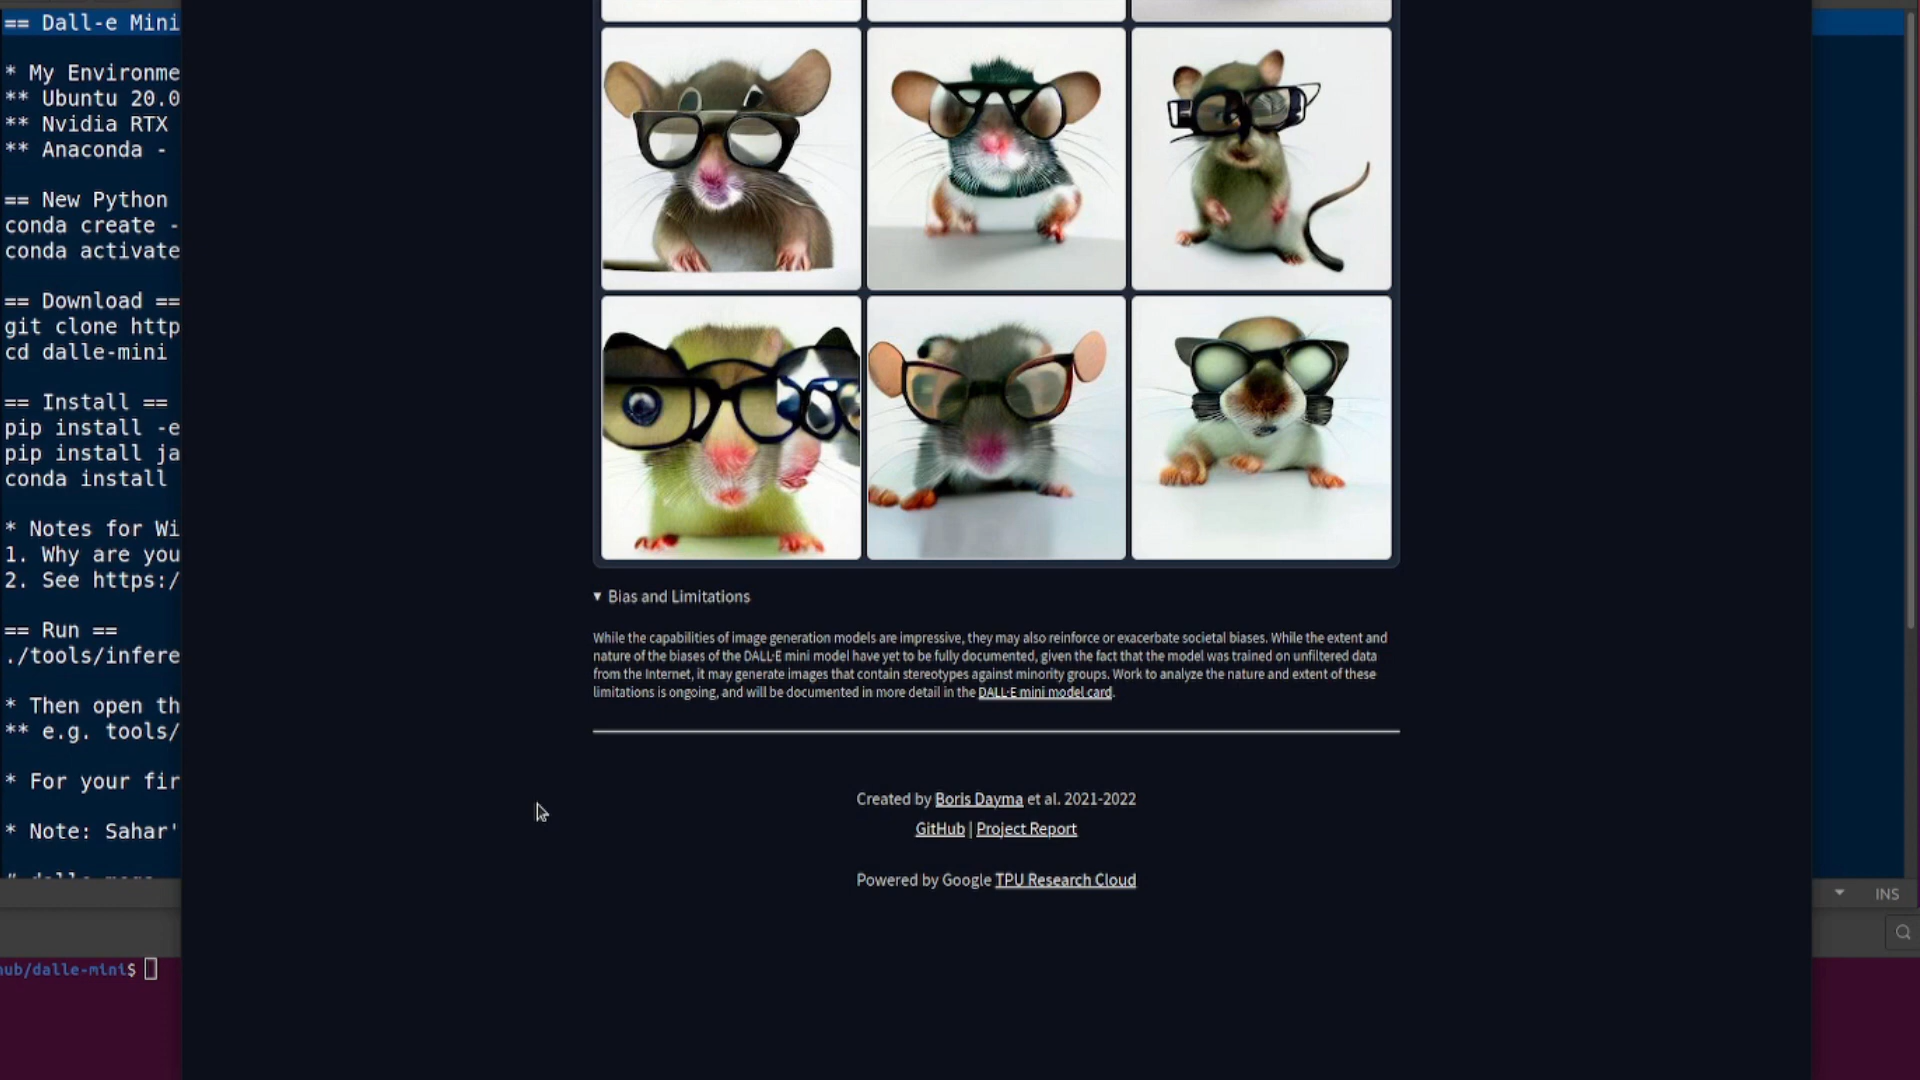 == Dall-e Mini
* My Environme
** Ubuntu 20.0
** Nvidia RTX
** Anaconda -
== New Python
conda create -
conda activate
== Download ==
git clone http
cd dalle-mini
== Install ==
pip install -e
pip install ja
conda install
* Notes for Wi
1. Why are you
2. See https:/
== Run ==
./tools/infere
* Then open th
** e.g. tools/
* For your fir
* Note: Sahar'
ub/dalle-mini$
▾ Bias and Limitations
While the capabilities of image generation models are impressive, they may also reinforce or exacerbate societal biases. While the extent and
nature of the biases of the DALL·E mini model have yet to be fully documented, given the fact that the model was trained on unfiltered data
from the Internet, it may generate images that contain stereotypes against minority groups. Work to analyze the nature and extent of these
limitations is ongoing, and will be documented in more detail in the DALL·E mini model card.
Created by Boris Dayma et al. 2021-2022
GitHub | Project Report
Powered by Google TPU Research Cloud
INS